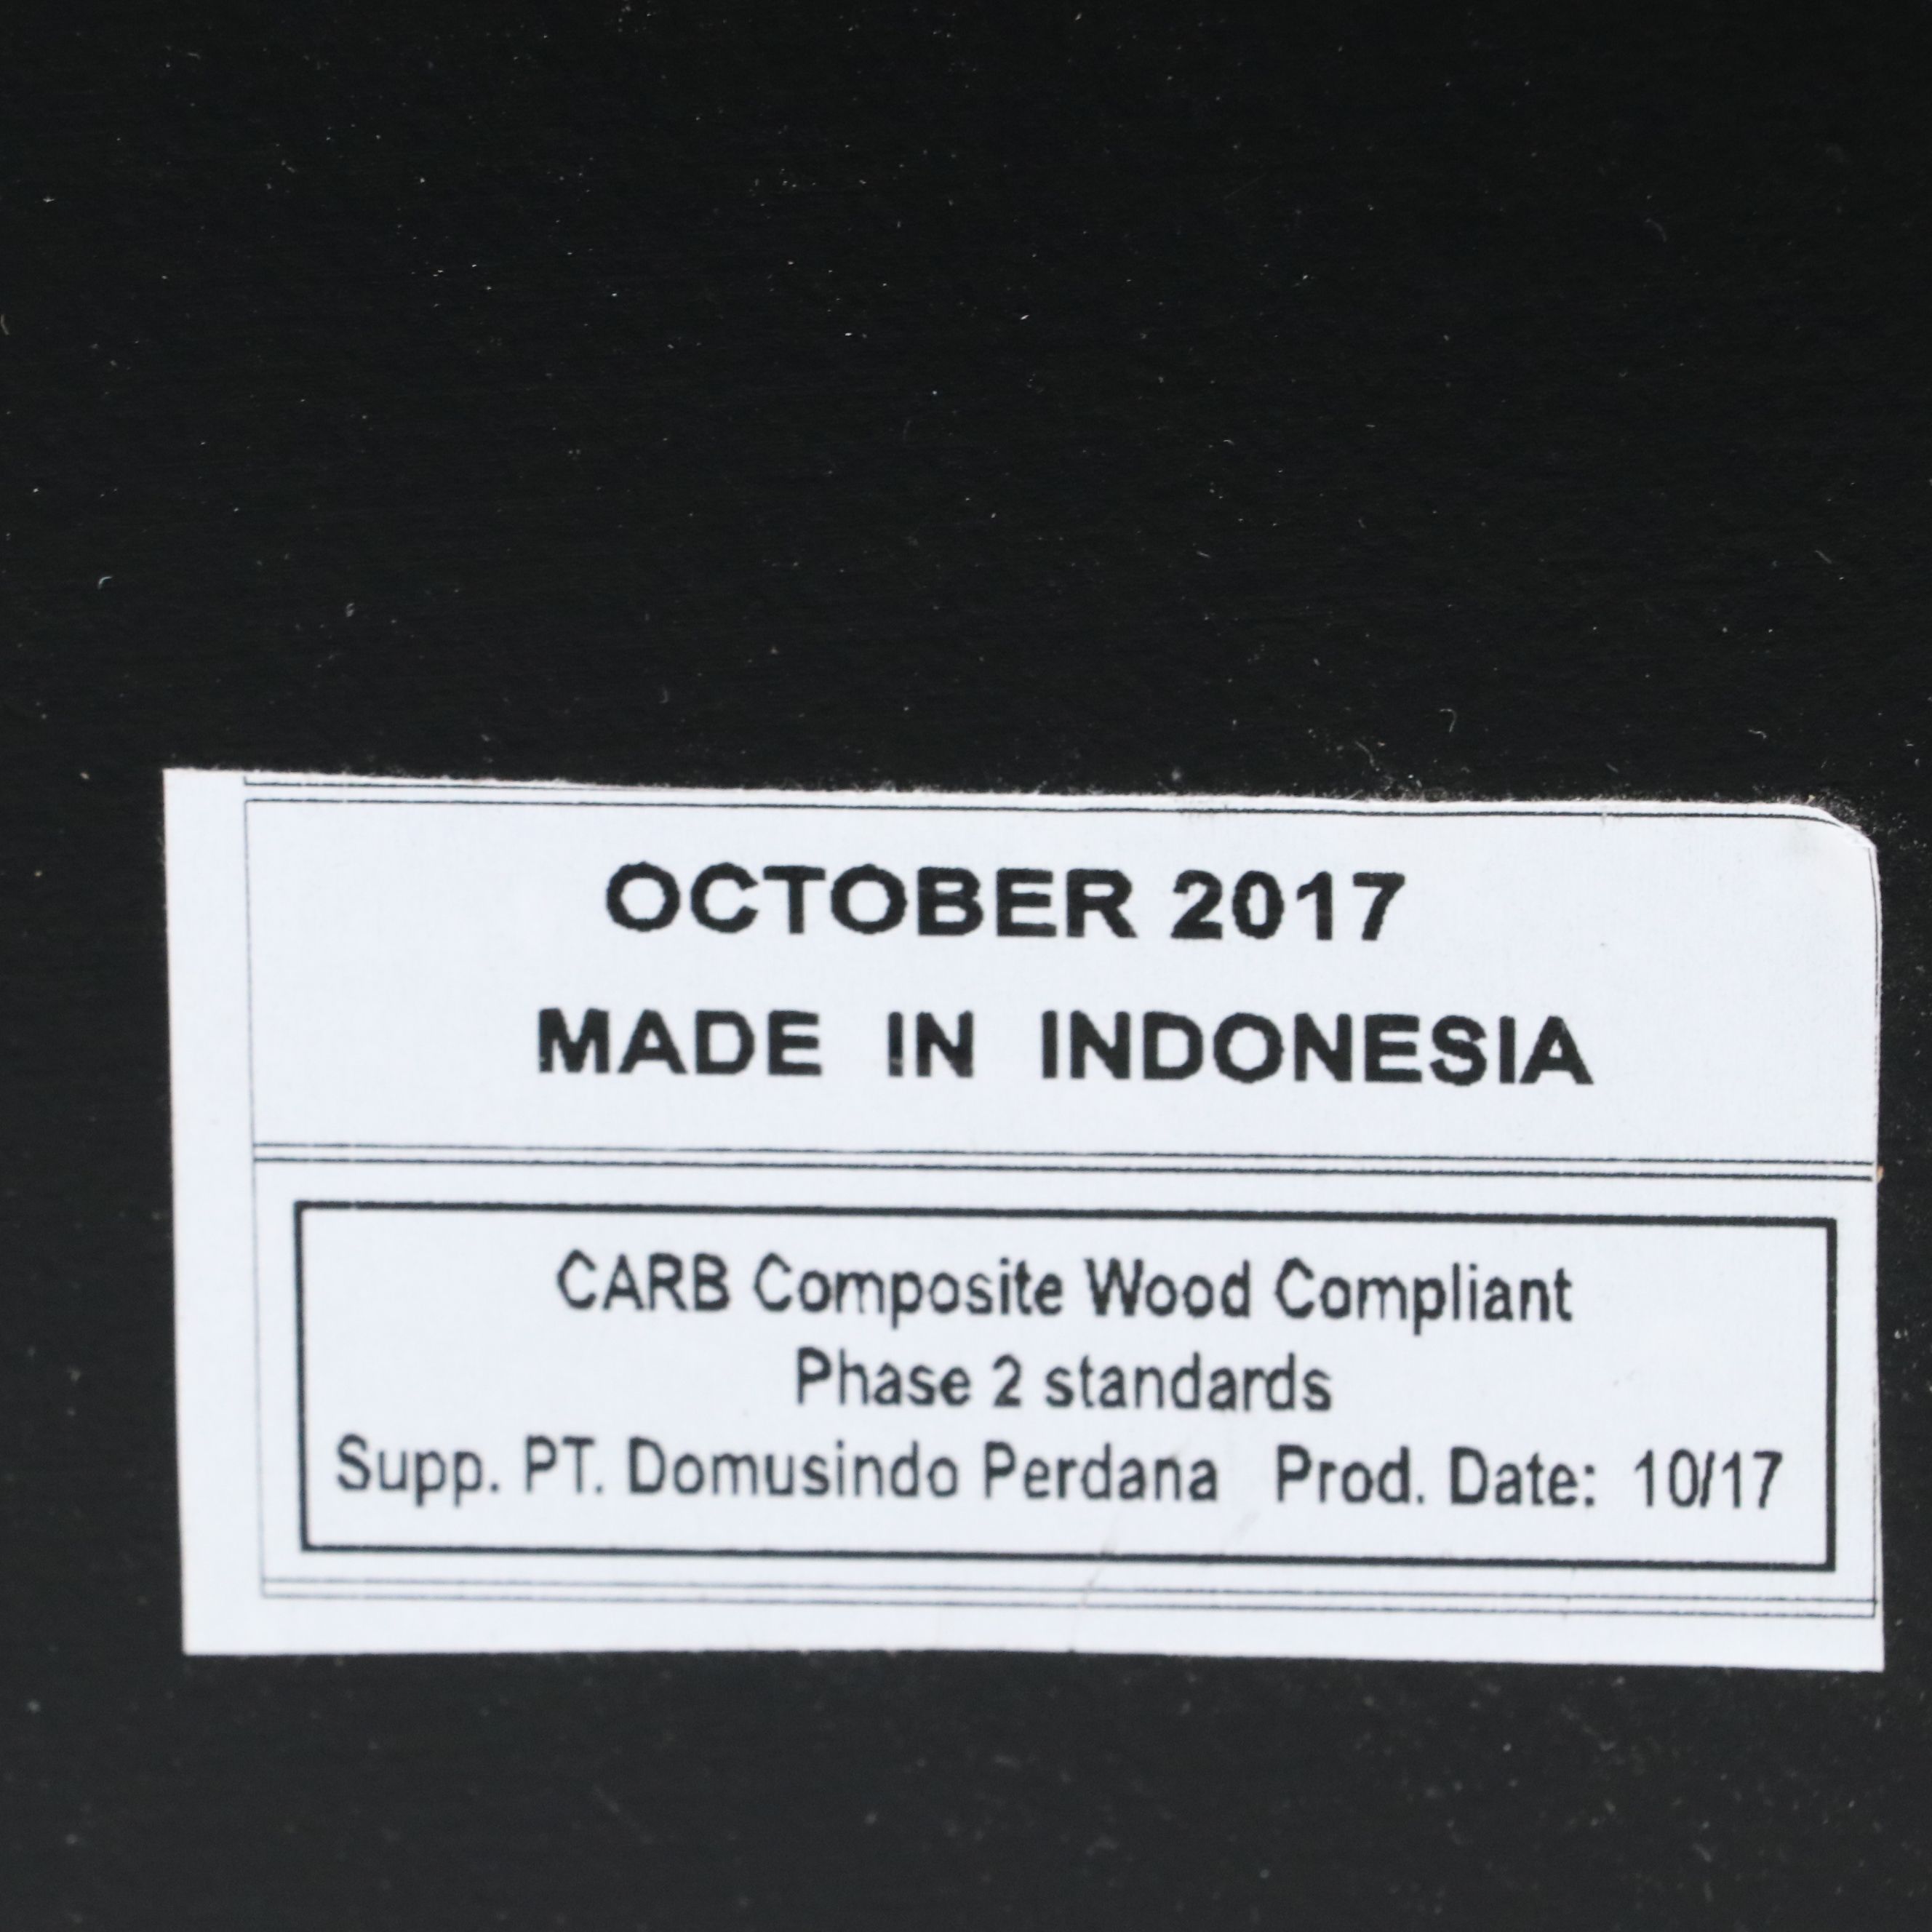 OCTOBER 2017
MADE IN INDONESIA
CARB Composite Wood Compliant
Phase 2 standards
Supp. PT. Domusindo Perdana Prod. Date: 10/17